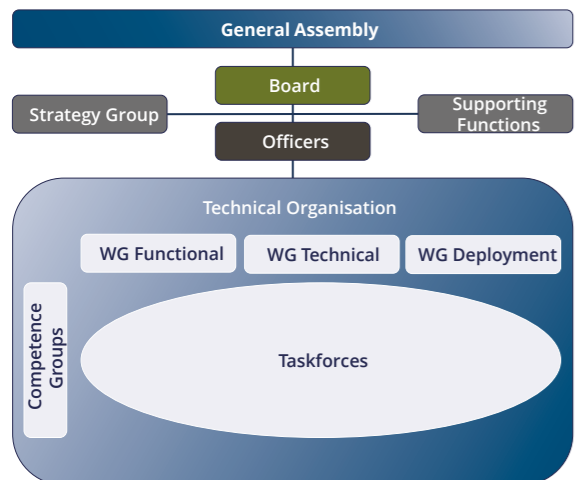 General Assembly
Board
Strategy Group
Supporting
Functions
Officers
Technical Organisation
WG Functional
WG Technical
WG Deployment
Competence
Groups
Taskforces